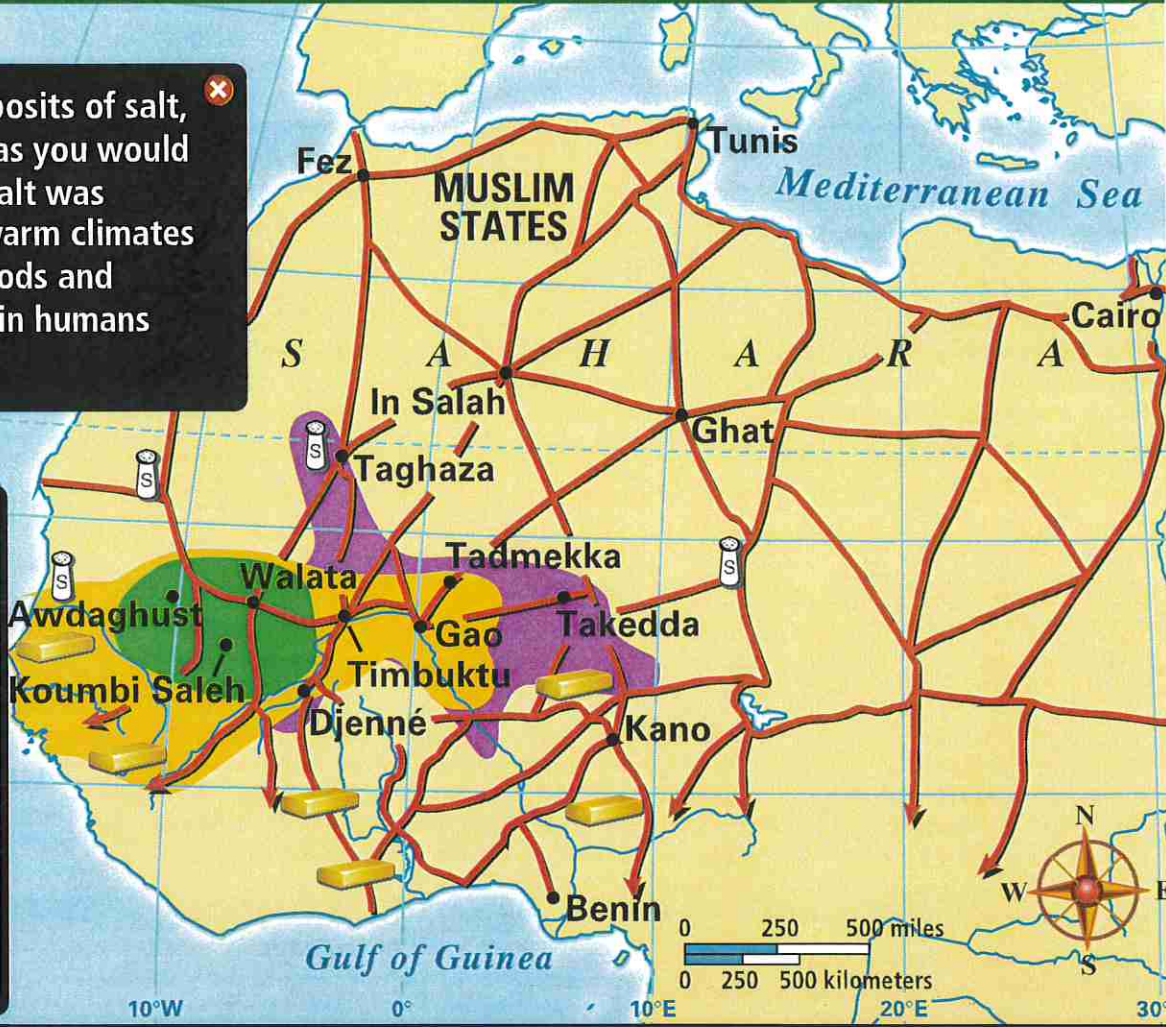 posits of salt,
as you would
alt was
warm climates
ods and
in humans
Tunis
Fez
MUSLIM
STATES
Mediterranean Sea
Cairo
S A H A R A
In Salah
Ghat
S
Taghaza
S
Tadmekka
S
Walata
S
Awdaghust
Takedda
Gao
Timbuktu
Koumbi Saleh
Djenné
Kano
N
W
E
S
Benin
0 250 500 miles
0 250 500 kilometers
Gulf of Guinea
10°W 0° 10°E 20°E 30°